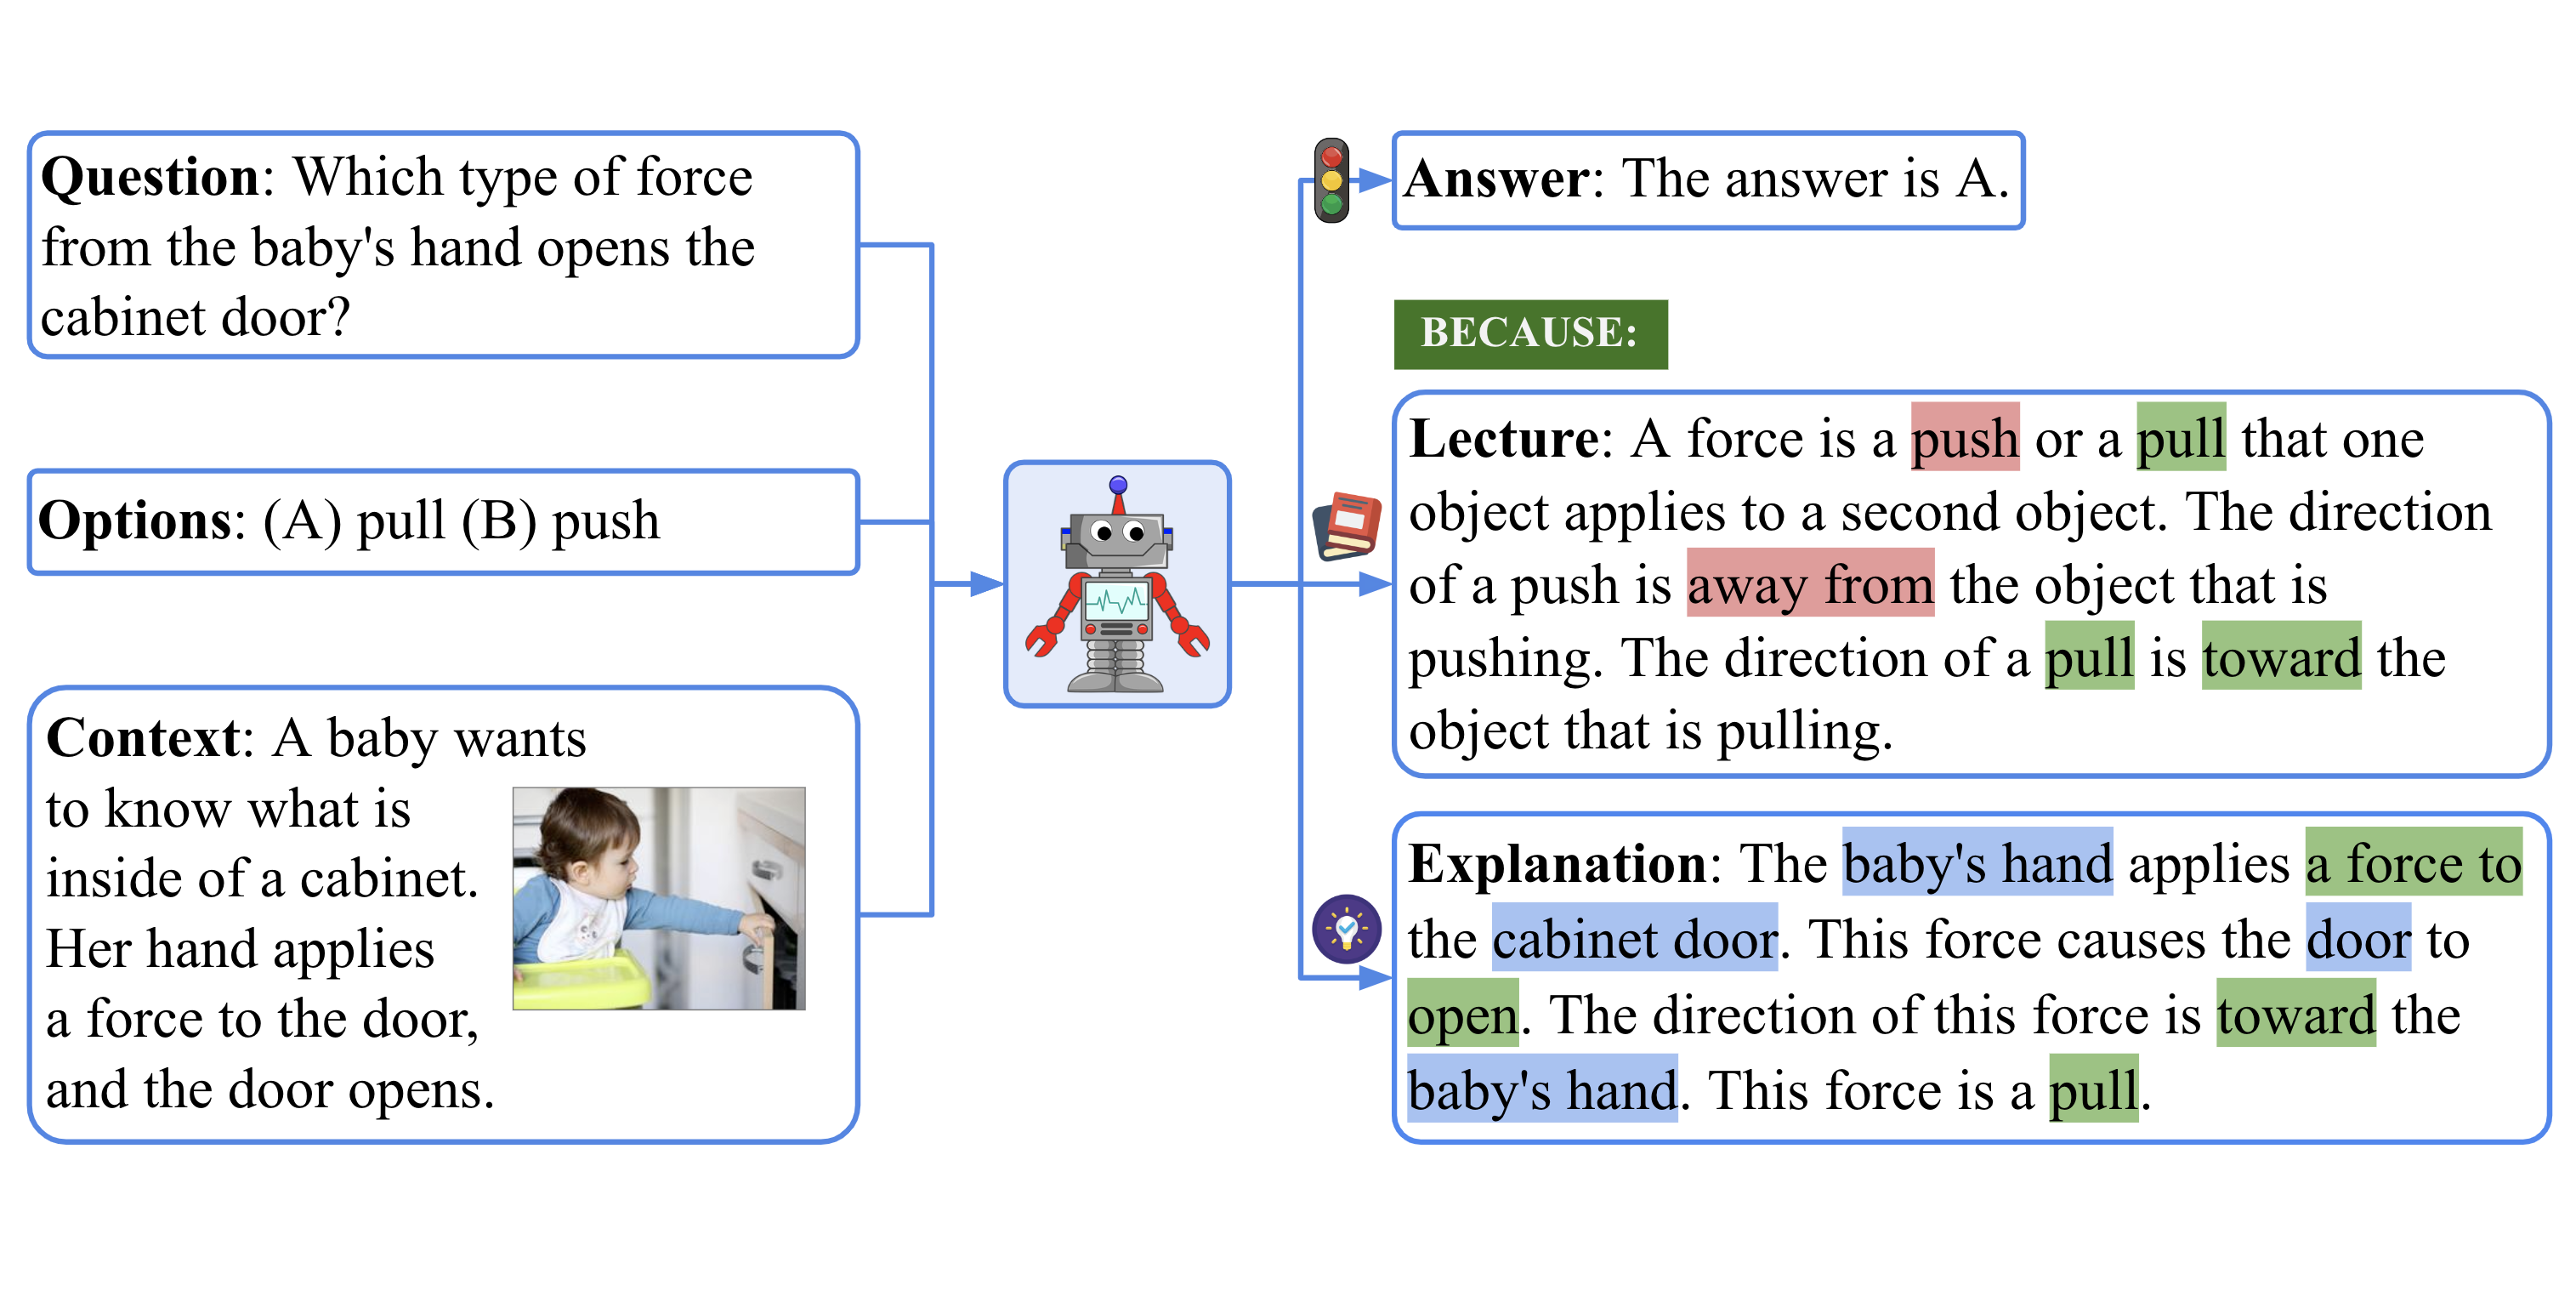 Question: Which type of force
from the baby's hand opens the
cabinet door?
Options: (A) pull (B) push
Context: A baby wants
to know what is
inside of a cabinet.
Her hand applies
a force to the door,
and the door opens.
Answer: The answer is A.
BECAUSE:
Lecture: A force is a push or a pull that one
object applies to a second object. The direction
of a push is away from the object that is
pushing. The direction of a pull is toward the
object that is pulling.
Explanation: The baby's hand applies a force to
the cabinet door. This force causes the door to
open. The direction of this force is toward the
baby's hand. This force is a pull.